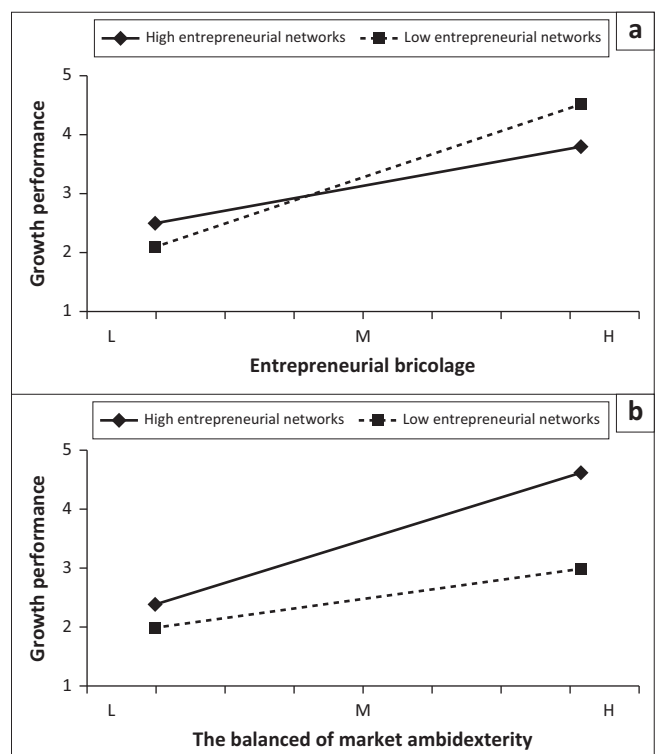 a
High entrepreneurial networks Low entrepreneurial networks
5
4
3
2
1
Growth performance
L M H
Entrepreneurial bricolage
b
High entrepreneurial networks Low entrepreneurial networks
5
4
3
2
1
Growth performance
L M H
The balanced of market ambidexterity